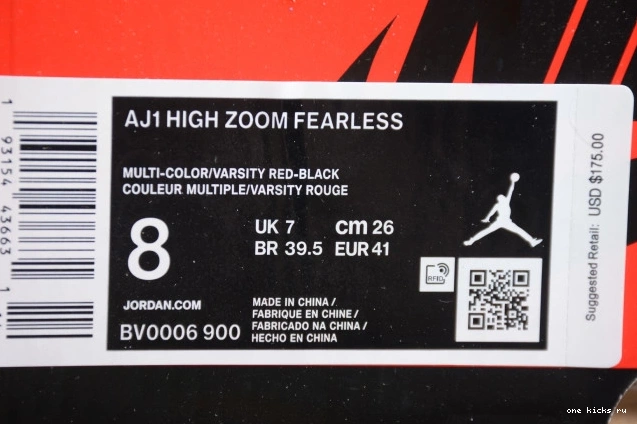 AJ1 HIGH ZOOM FEARLESS
MULTI-COLOR/VARSITY RED-BLACK
COULEUR MULTIPLE/VARSITY ROUGE
8
UK 7 cm 26
BR 39.5 EUR 41
RFID
JORDAN.COM
BV0006 900
MADE IN CHINA /
FABRIQUE EN CHINE /
FABRICADO NA CHINA /
HECHO EN CHINA
Suggested Retail: USD $175.00
1 93154 43663 1
one kicks ru